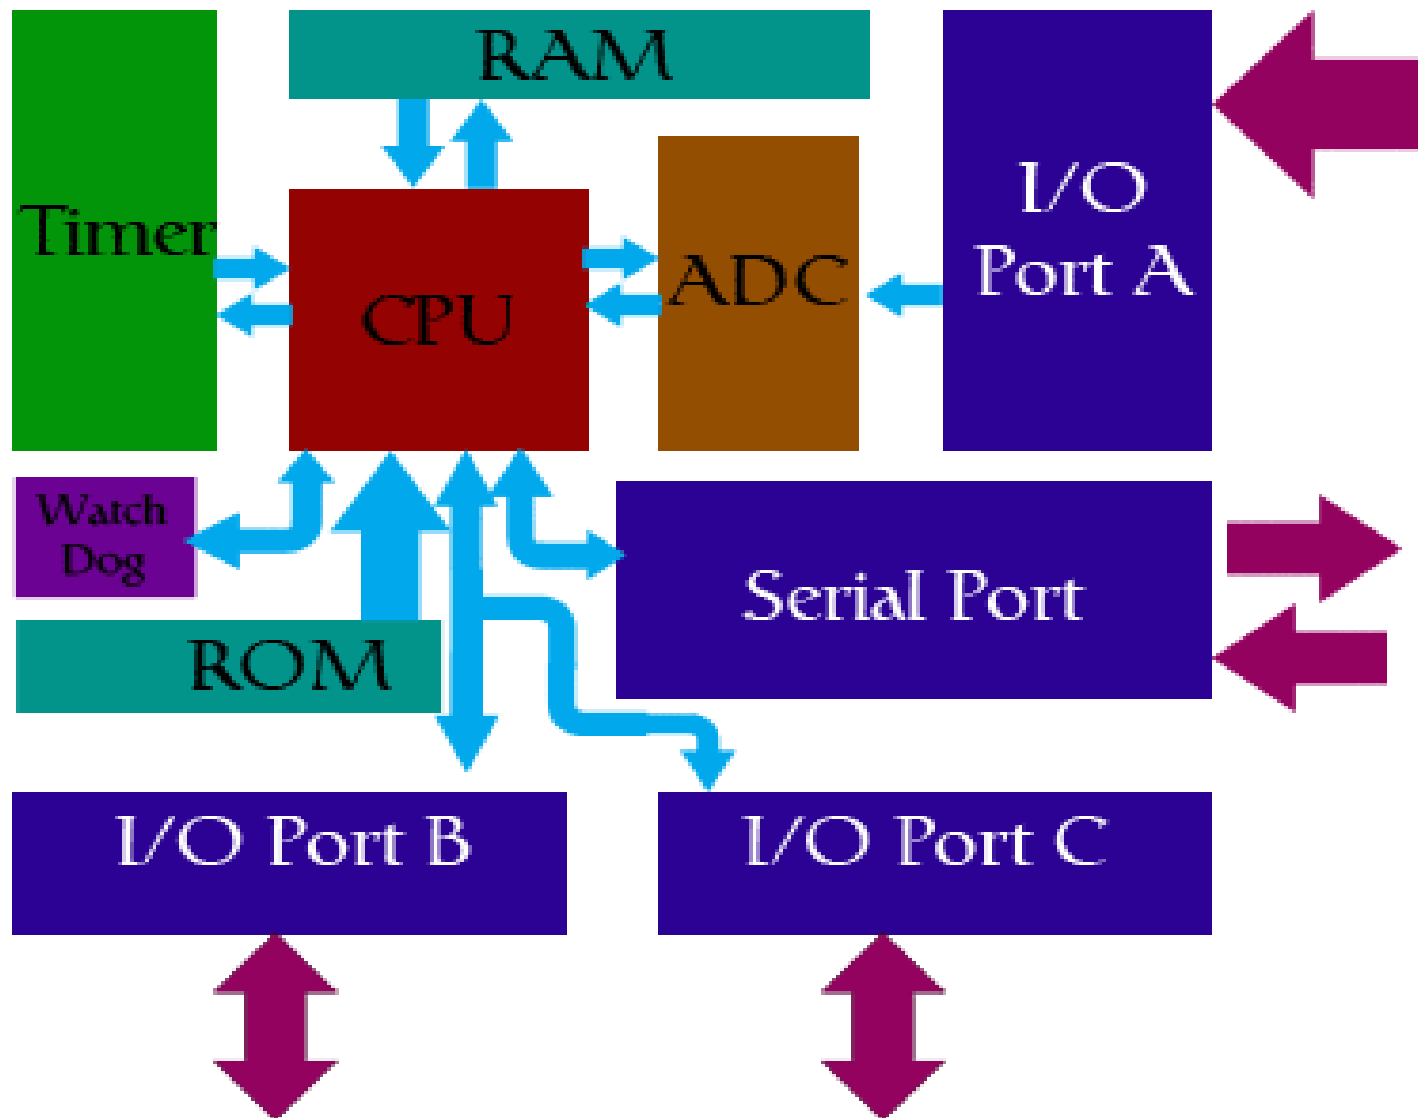 RAM
I/O
Port A
Timer
ADC
CPU
Watch
Dog
Serial Port
ROM
I/O Port B
I/O Port C